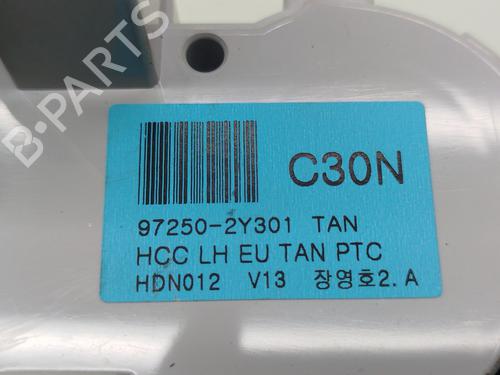 B-PARTS
C30N
97250-2Y301 TAN
HCC LH EU TAN PTC
HDN012 V13 장영호2. A